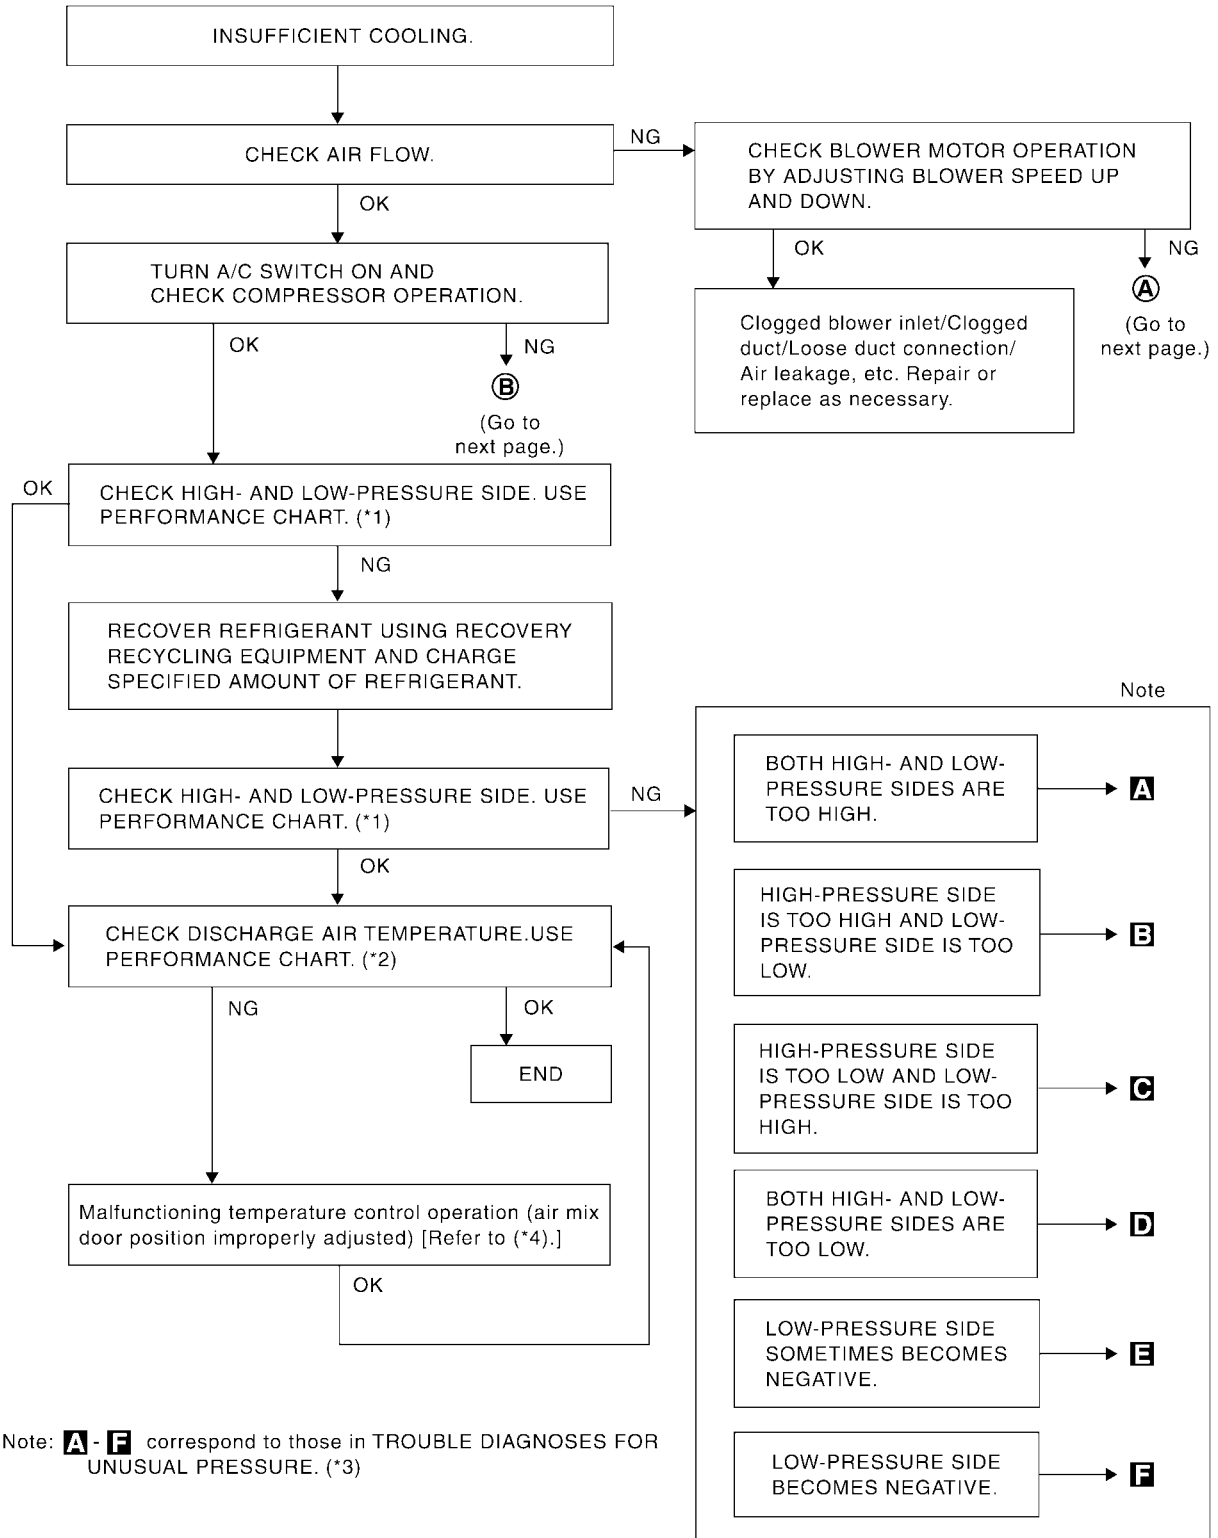 INSUFFICIENT COOLING.
CHECK AIR FLOW.
NG
CHECK BLOWER MOTOR OPERATION
BY ADJUSTING BLOWER SPEED UP
AND DOWN.
OK
OK
NG
TURN A/C SWITCH ON AND
CHECK COMPRESSOR OPERATION.
A
(Go to
next page.)
Clogged blower inlet/Clogged
duct/Loose duct connection/
Air leakage, etc. Repair or
replace as necessary.
OK
NG
B
(Go to
next page.)
OK
CHECK HIGH- AND LOW-PRESSURE SIDE. USE
PERFORMANCE CHART. (*1)
NG
RECOVER REFRIGERANT USING RECOVERY
RECYCLING EQUIPMENT AND CHARGE
SPECIFIED AMOUNT OF REFRIGERANT.
CHECK HIGH- AND LOW-PRESSURE SIDE. USE
PERFORMANCE CHART. (*1)
NG
OK
CHECK DISCHARGE AIR TEMPERATURE.USE
PERFORMANCE CHART. (*2)
NG
OK
END
Malfunctioning temperature control operation (air mix
door position improperly adjusted) [Refer to (*4).]
OK
Note
BOTH HIGH- AND LOW-
PRESSURE SIDES ARE
TOO HIGH.
A
HIGH-PRESSURE SIDE
IS TOO HIGH AND LOW-
PRESSURE SIDE IS TOO
LOW.
B
HIGH-PRESSURE SIDE
IS TOO LOW AND LOW-
PRESSURE SIDE IS TOO
HIGH.
C
BOTH HIGH- AND LOW-
PRESSURE SIDES ARE
TOO LOW.
D
LOW-PRESSURE SIDE
SOMETIMES BECOMES
NEGATIVE.
E
LOW-PRESSURE SIDE
BECOMES NEGATIVE.
F
Note: A - F correspond to those in TROUBLE DIAGNOSES FOR
UNUSUAL PRESSURE. (*3)